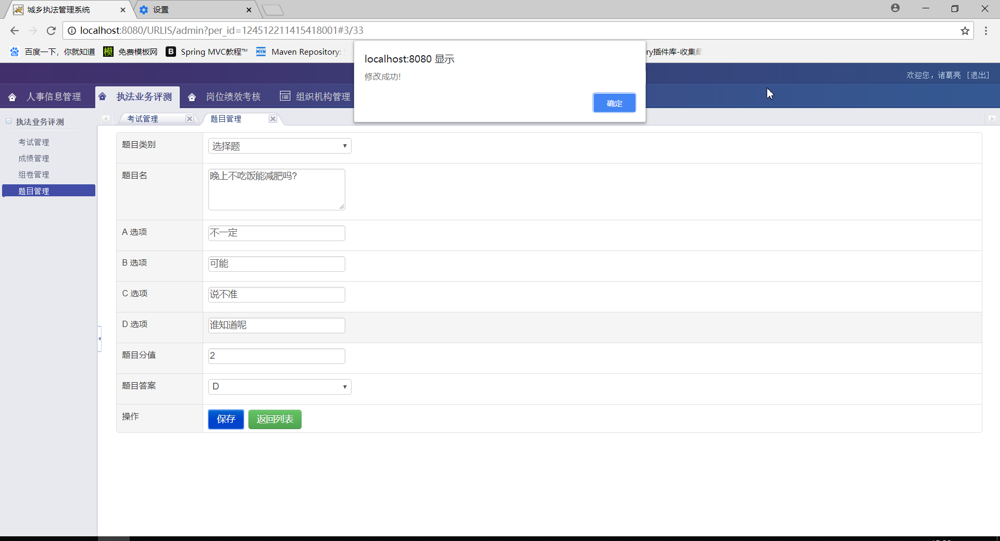 城乡执法管理系统
设置
localhost:8080/URLIS/admin?per_id=124512211415418001#3/33
百度一下，你就知道
模
免费模板网
B
Spring MVC教程™
MVN
Maven Repository:
ry插件库-收集
localhost:8080 显示
修改成功!
确定
欢迎您，诸葛亮 [退出]
人事信息管理
执法业务评测
岗位绩效考核
组织机构管理
执法业务评测
考试管理
成绩管理
组卷管理
题目管理
考试管理
题目管理
题目类别
选择题
题目名
晚上不吃饭能减肥吗?
A 选项
不一定
B 选项
可能
C 选项
说不准
D 选项
谁知道呢
题目分值
2
题目答案
D
操作
保存
返回列表